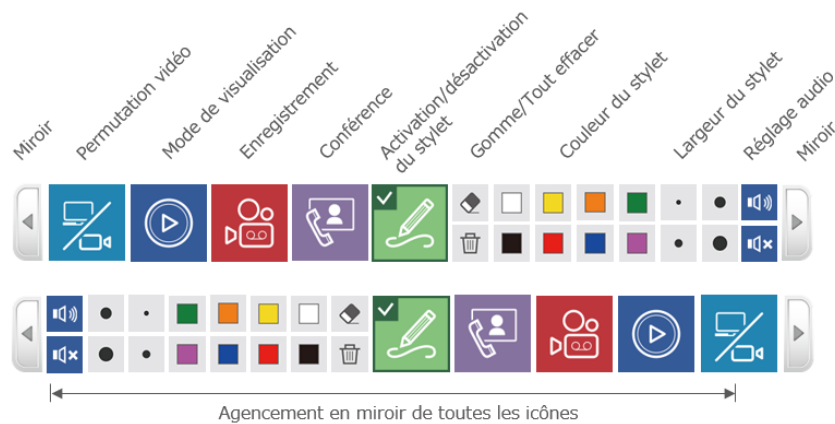 Miroir
Permutation vidéo
Mode de visualisation
Enregistrement
Conférence
Activation/désactivation
du stylet
Gomme/Tout effacer
Couleur du stylet
Largeur du stylet
Réglage audio
Miroir
Agencement en miroir de toutes les icônes